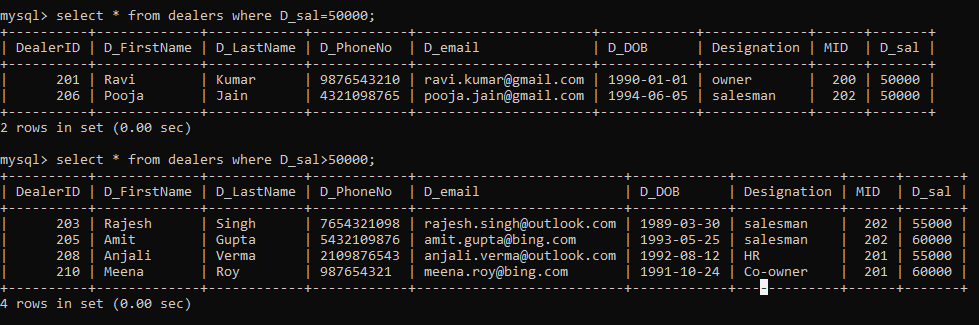 mysql> select * from dealers where D_sal=50000;
+----------+-------------+------------+------------+----------------------+------------+-------------+------+-------+
| DealerID | D_FirstName | D_LastName | D_PhoneNo  | D_email              | D_DOB      | Designation | MID  | D_sal |
+----------+-------------+------------+------------+----------------------+------------+-------------+------+-------+
|      201 | Ravi        | Kumar      | 9876543210 | ravi.kumar@gmail.com | 1990-01-01 | owner       |  200 | 50000 |
|      206 | Pooja       | Jain       | 4321098765 | pooja.jain@gmail.com | 1994-06-05 | salesman    |  202 | 50000 |
+----------+-------------+------------+------------+----------------------+------------+-------------+------+-------+
2 rows in set (0.00 sec)
mysql> select * from dealers where D_sal>50000;
+----------+-------------+------------+------------+--------------------------+------------+-------------+------+-------+
| DealerID | D_FirstName | D_LastName | D_PhoneNo  | D_email                  | D_DOB      | Designation | MID  | D_sal |
+----------+-------------+------------+------------+--------------------------+------------+-------------+------+-------+
|      203 | Rajesh      | Singh      | 7654321098 | rajesh.singh@outlook.com | 1989-03-30 | salesman    |  202 | 55000 |
|      205 | Amit        | Gupta      | 5432109876 | amit.gupta@bing.com      | 1993-05-25 | salesman    |  202 | 60000 |
|      208 | Anjali      | Verma      | 2109876543 | anjali.verma@outlook.com | 1992-08-12 | HR          |  201 | 55000 |
|      210 | Meena       | Roy        | 987654321  | meena.roy@bing.com       | 1991-10-24 | Co-owner    |  201 | 60000 |
+----------+-------------+------------+------------+--------------------------+------------+-------------+------+-------+
4 rows in set (0.00 sec)